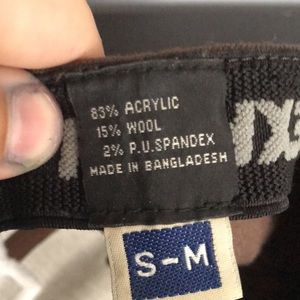 83% ACRYLIC
15% WOOL
2% P.U.SPANDEX
MADE IN BANGLADESH
S-M